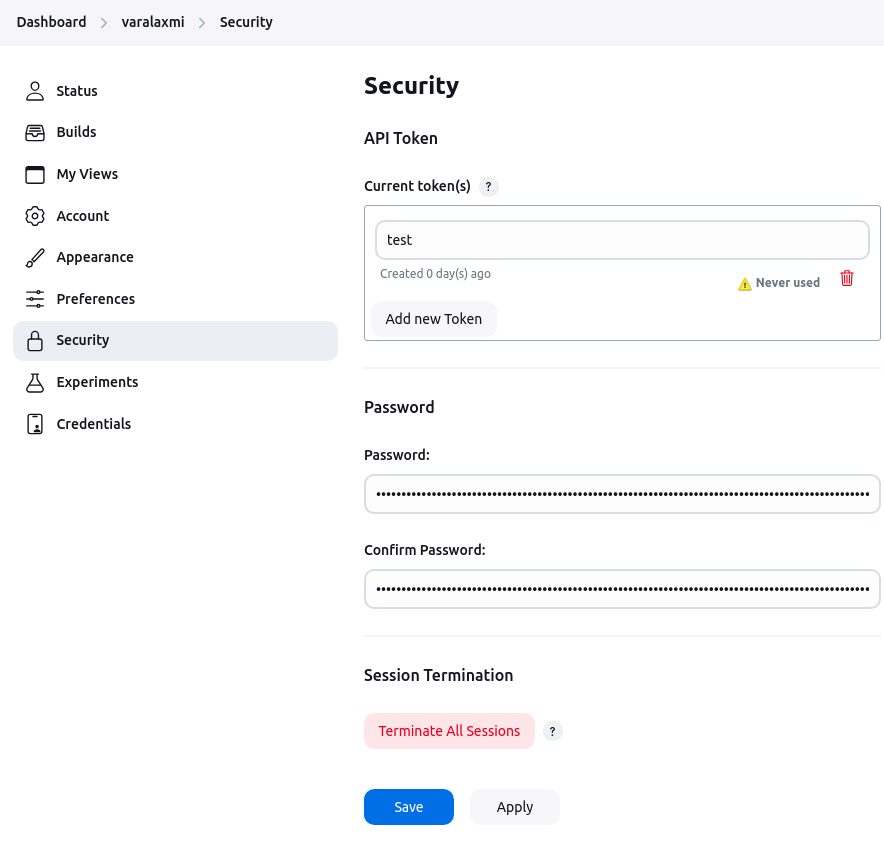 Dashboard > varalaxmi > Security
Status
Builds
My Views
Account
Appearance
Preferences
Security
Experiments
Credentials
Security
API Token
Current token(s) ?
test
Created 0 day(s) ago
Never used
Add new Token
Password
Password:
••••••••••••••••••••••••••••••••••••••••••••••••••••••••••••••••••••••••••••••••••••••••••••••••••
Confirm Password:
••••••••••••••••••••••••••••••••••••••••••••••••••••••••••••••••••••••••••••••••••••••••••••••••••
Session Termination
Terminate All Sessions ?
Save Apply